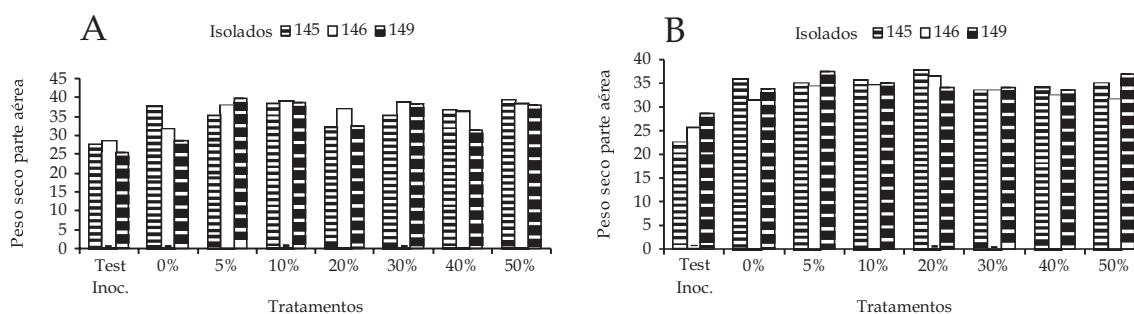 A
Isolados 145 146 149
Peso seco parte aérea
45
40
35
30
25
20
15
10
5
0
Test Inoc. 0% 5% 10% 20% 30% 40% 50%
Tratamentos
B
Isolados 145 146 149
Peso seco parte aérea
40
35
30
25
20
15
10
5
0
Test Inoc. 0% 5% 10% 20% 30% 40% 50%
Tratamentos